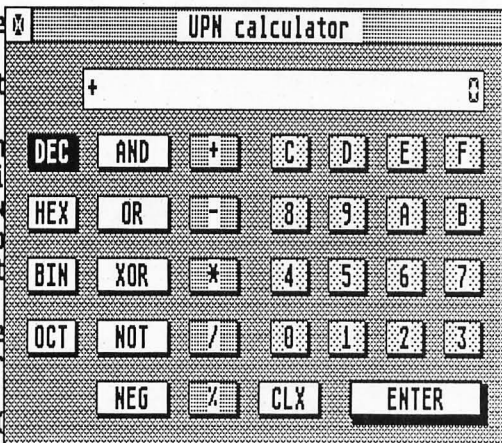 UPN calculator
+ 0
DEC AND + C D E F
HEX OR - 8 9 A B
BIN XOR * 4 5 6 7
OCT NOT / 0 1 2 3
NEG % CLX ENTER